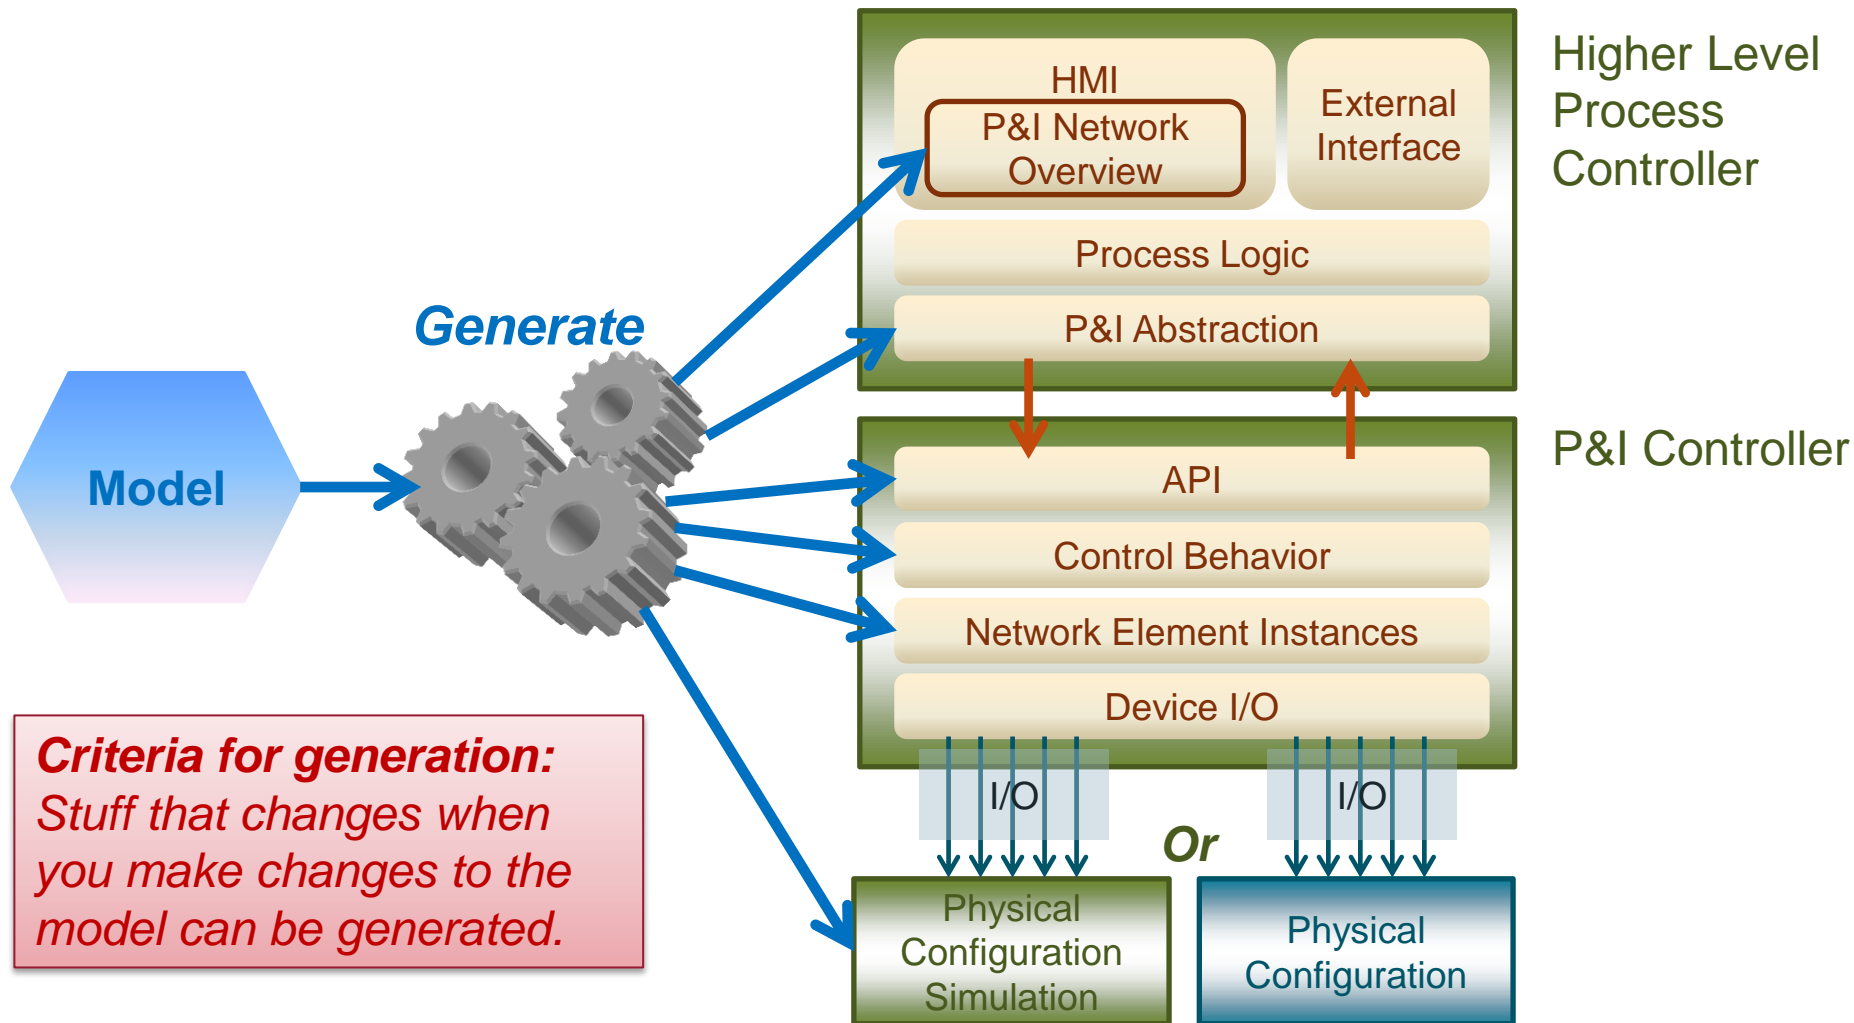 HMI
P&I Network
Overview
External
Interface
Higher Level
Process
Controller
Process Logic
P&I Abstraction
Generate
Model
P&I Controller
API
Control Behavior
Network Element Instances
Device I/O
Criteria for generation:
Stuff that changes when
you make changes to the
model can be generated.
I/O
I/O
Or
Physical
Configuration
Simulation
Physical
Configuration